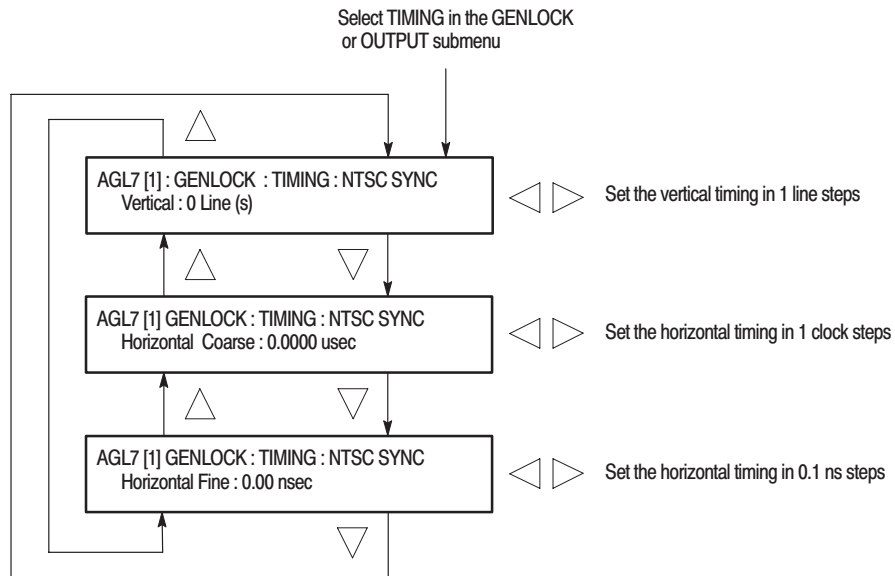 Select TIMING in the GENLOCK
or OUTPUT submenu
AGL7 [1] : GENLOCK : TIMING : NTSC SYNC
Vertical : 0 Line (s)
Set the vertical timing in 1 line steps
AGL7 [1] GENLOCK : TIMING : NTSC SYNC
Horizontal Coarse : 0.0000 usec
Set the horizontal timing in 1 clock steps
AGL7 [1] GENLOCK : TIMING : NTSC SYNC
Horizontal Fine : 0.00 nsec
Set the horizontal timing in 0.1 ns steps